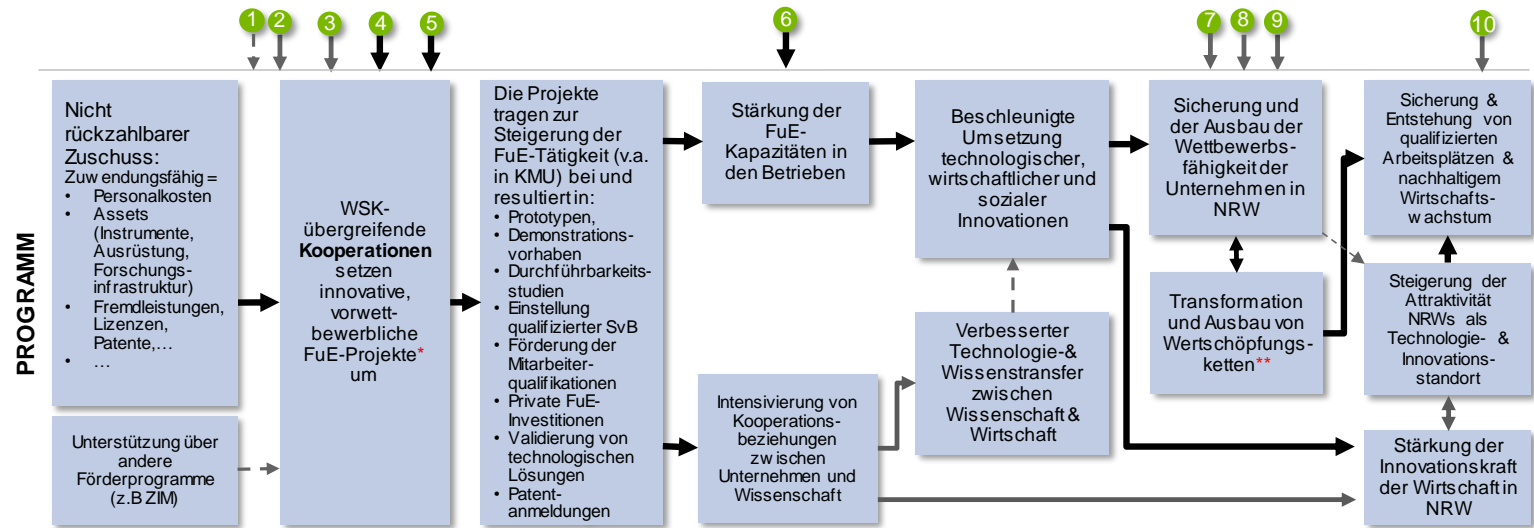 1
2
3
4
5
6
7
8
9
10
PROGRAMM
Nicht
rückzahlbarer
Zuschuss:
Zuwendungsfähig =
• Personalkosten
• Assets
(Instrumente,
Ausrüstung,
Forschungs-
infrastruktur)
• Fremdleistungen,
Lizenzen,
Patente,…
• …
Unterstützung über
andere
Förderprogramme
(z.B ZIM)
WSK-
übergreifende
Kooperationen
setzen
innovative,
vorwett-
bewerbliche
FuE-Projekte*
um
Die Projekte
tragen zur
Steigerung der
FuE-Tätigkeit (v.a.
in KMU) bei und
resultiert in:
• Prototypen,
• Demonstrations-
vorhaben
• Durchführbarkeits-
studien
• Einstellung
qualifizierter SvB
• Förderung der
Mitarbeiter-
qualifikationen
• Private FuE-
Investitionen
• Validierung von
technologischen
Lösungen
• Patent-
anmeldungen
Stärkung der
FuE-
Kapazitäten in
den Betrieben
Intensivierung von
Kooperations-
beziehungen
zwischen
Unternehmen und
Wissenschaft
Beschleunigte
Umsetzung
technologischer,
wirtschaftlicher und
sozialer
Innovationen
Verbesserter
Technologie-&
Wissenstransfer
zwischen
Wissenschaft &
Wirtschaft
Sicherung und
der Ausbau der
Wettbewerbs-
fähigkeit der
Unternehmen in
NRW
Transformation
und Ausbau von
Wertschöpfungs-
ketten**
Sicherung &
Entstehung von
qualifizierten
Arbeitsplätzen &
nachhaltigem
Wirtschafts-
wachstum
Steigerung der
Attraktivität
NRWs als
Technologie- &
Innovations-
standort
Stärkung der
Innovationskraft
der Wirtschaft in
NRW